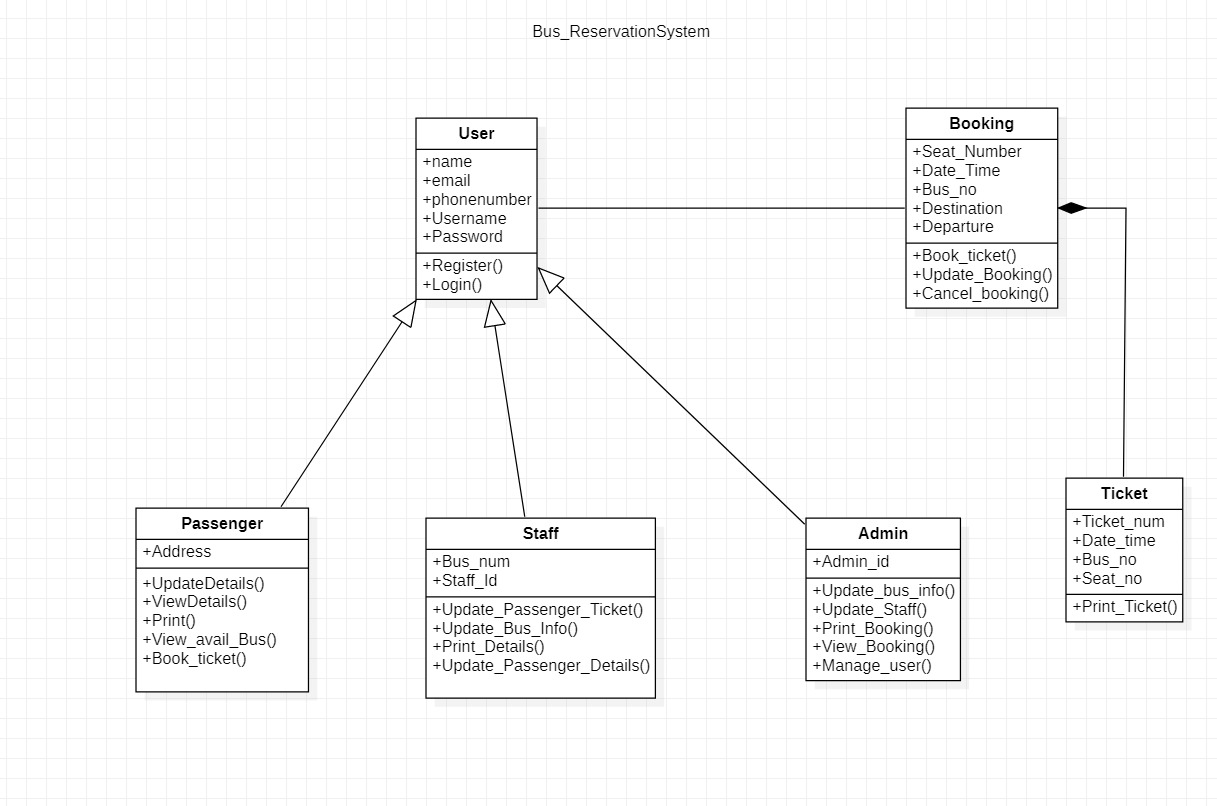 Bus_ReservationSystem
User
+name
+email
+phonenumber
+Username
+Password
+Register()
+Login()
Booking
+Seat_Number
+Date_Time
+Bus_no
+Destination
+Departure
+Book_ticket()
+Update_Booking()
+Cancel_booking()
Passenger
+Address
+UpdateDetails()
+ViewDetails()
+Print()
+View_avail_Bus()
+Book_ticket()
Staff
+Bus_num
+Staff_Id
+Update_Passenger_Ticket()
+Update_Bus_Info()
+Print_Details()
+Update_Passenger_Details()
Admin
+Admin_id
+Update_bus_info()
+Update_Staff()
+Print_Booking()
+View_Booking()
+Manage_user()
Ticket
+Ticket_num
+Date_time
+Bus_no
+Seat_no
+Print_Ticket()